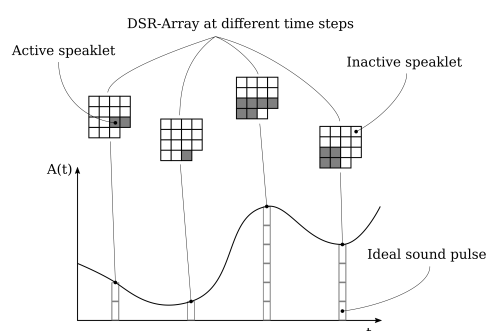 DSR-Array at different time steps
Active speaklet
Inactive speaklet
A(t)
Ideal sound pulse